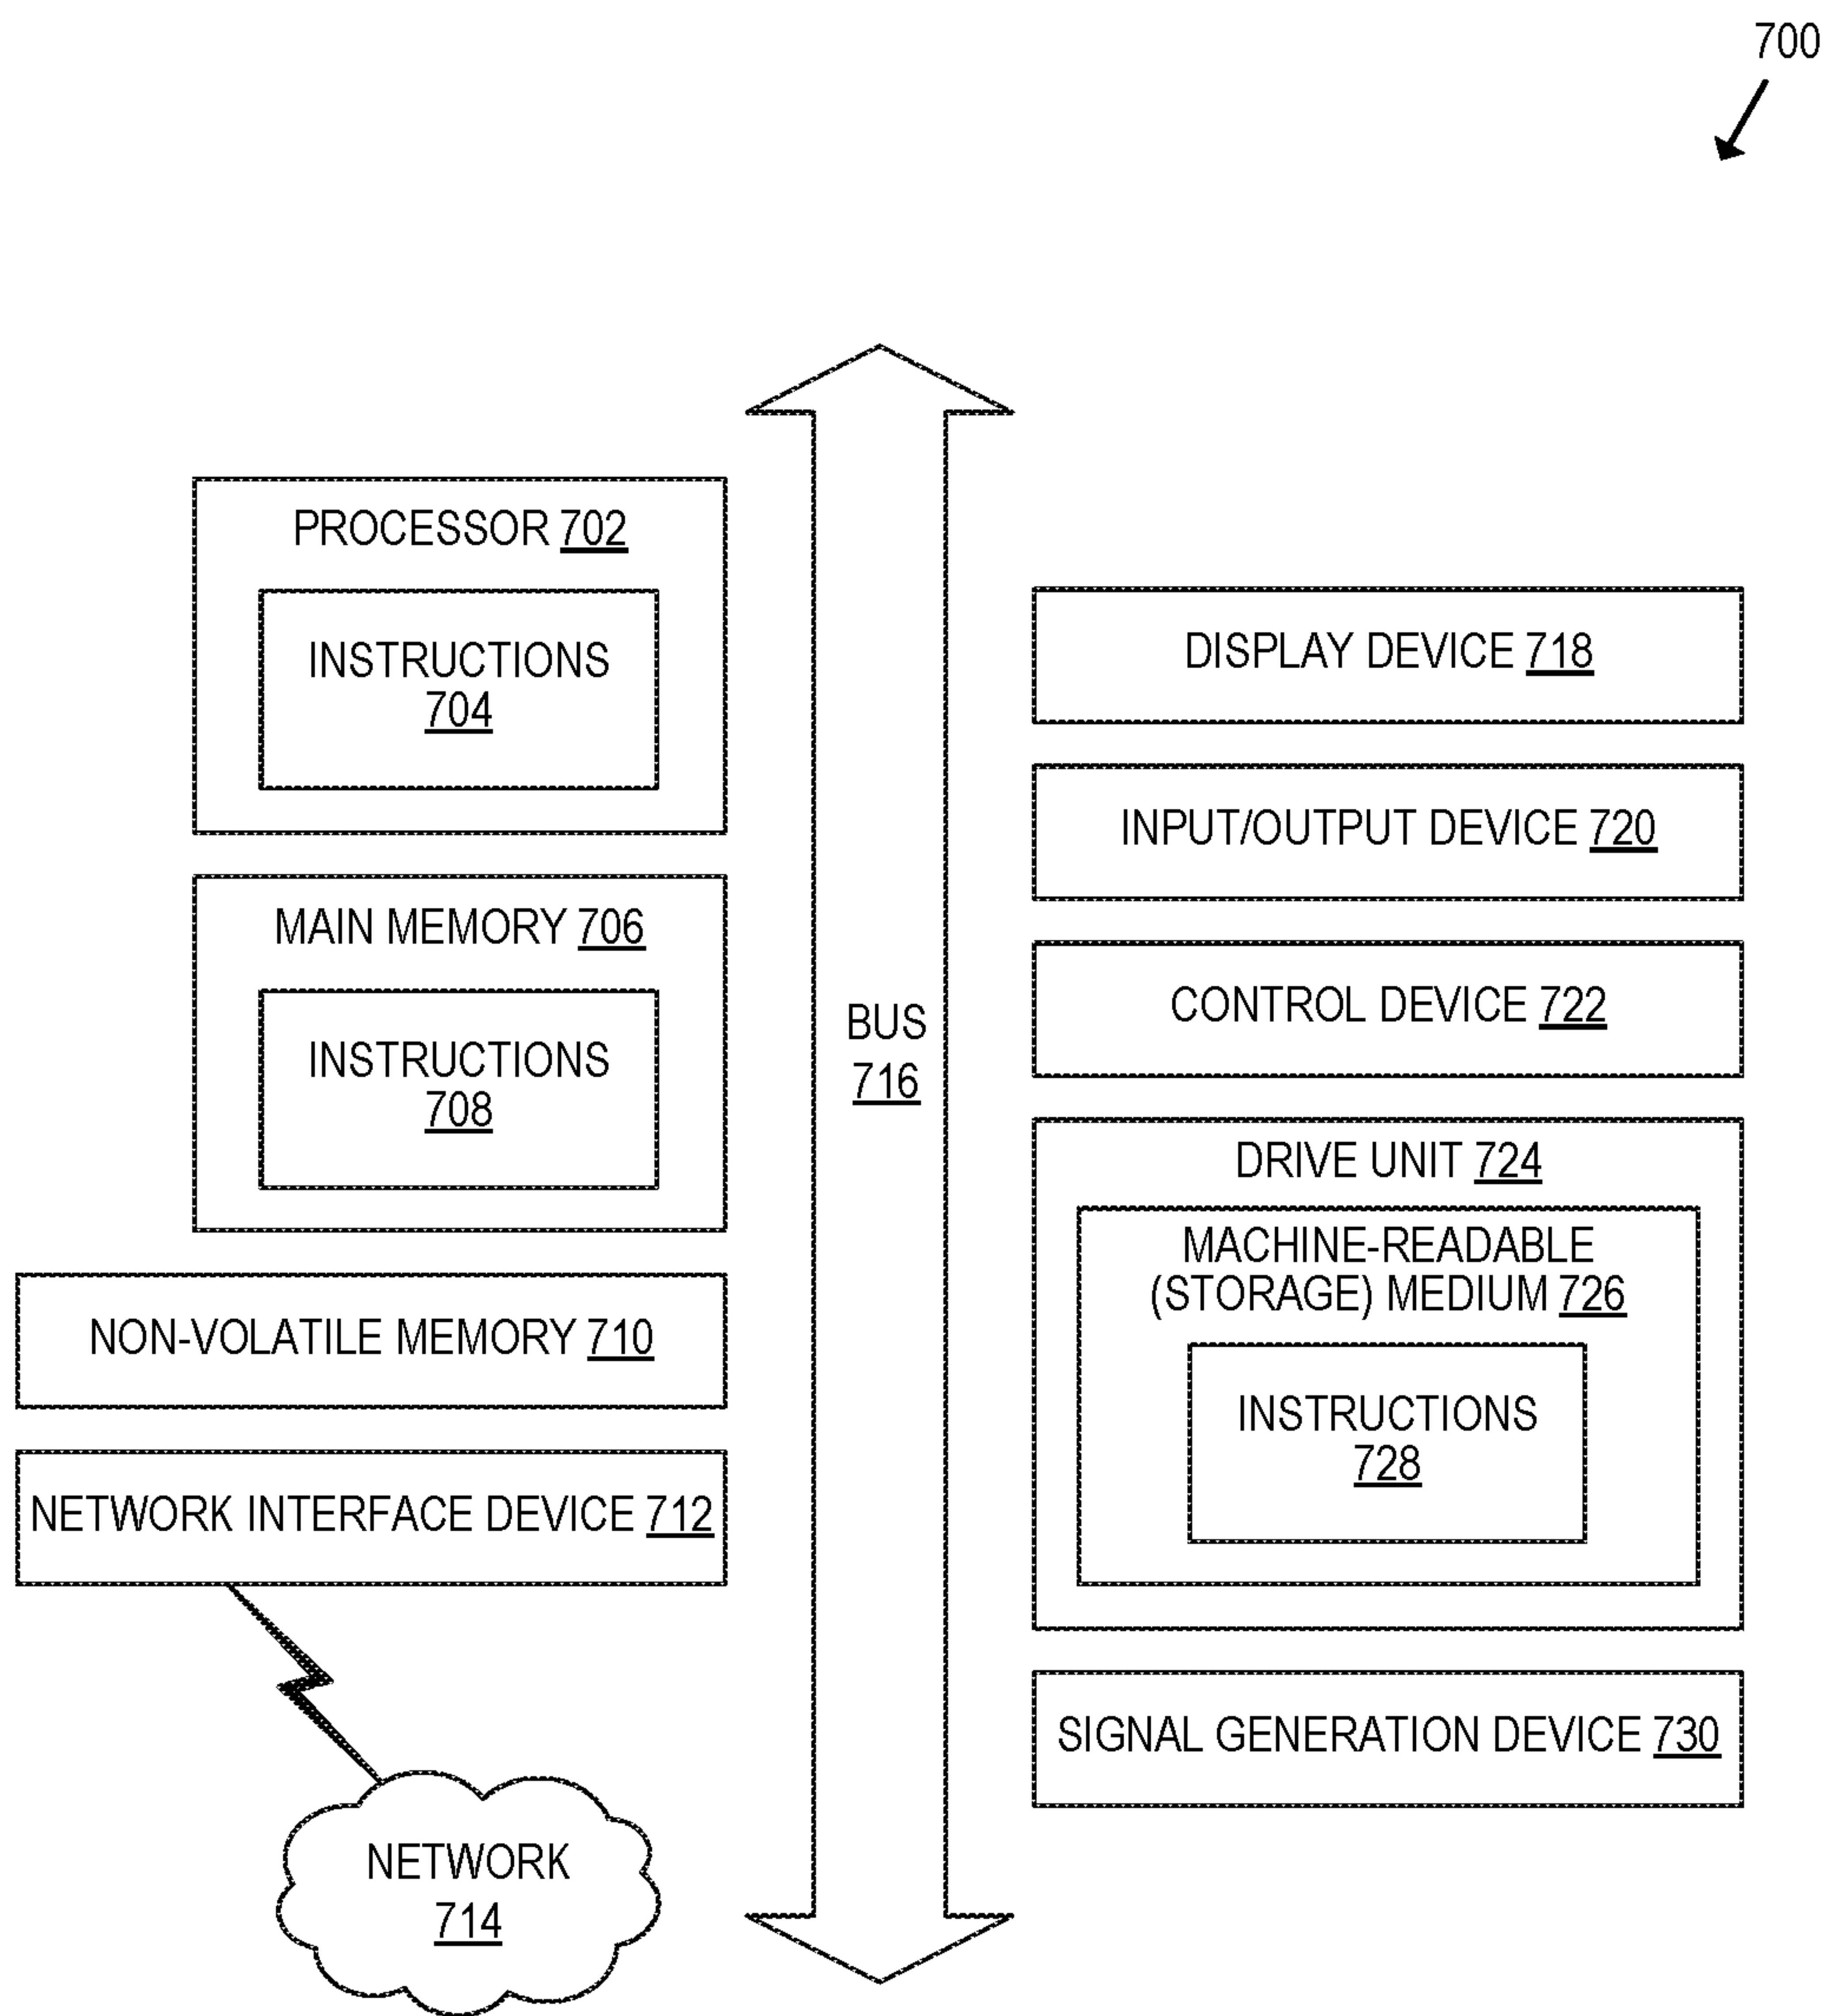 700
PROCESSOR 702
INSTRUCTIONS
704
MAIN MEMORY 706
INSTRUCTIONS
708
NON-VOLATILE MEMORY 710
NETWORK INTERFACE DEVICE 712
NETWORK
714
BUS
716
DISPLAY DEVICE 718
INPUT/OUTPUT DEVICE 720
CONTROL DEVICE 722
DRIVE UNIT 724
MACHINE-READABLE
(STORAGE) MEDIUM 726
INSTRUCTIONS
728
SIGNAL GENERATION DEVICE 730